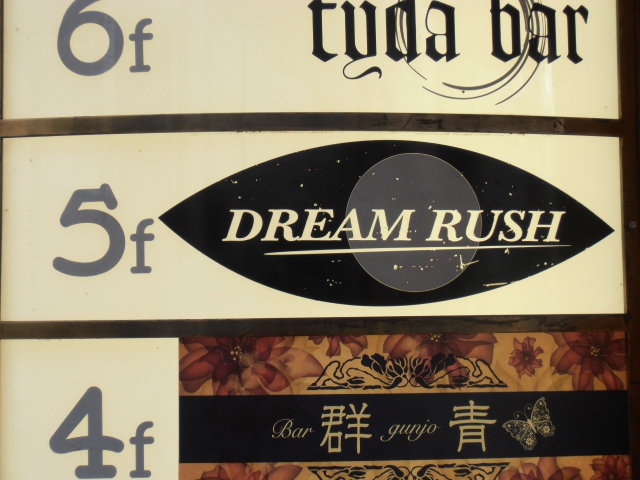 6f
tyda bar
5f
DREAM RUSH
4f
Bar 群 gunjo 青